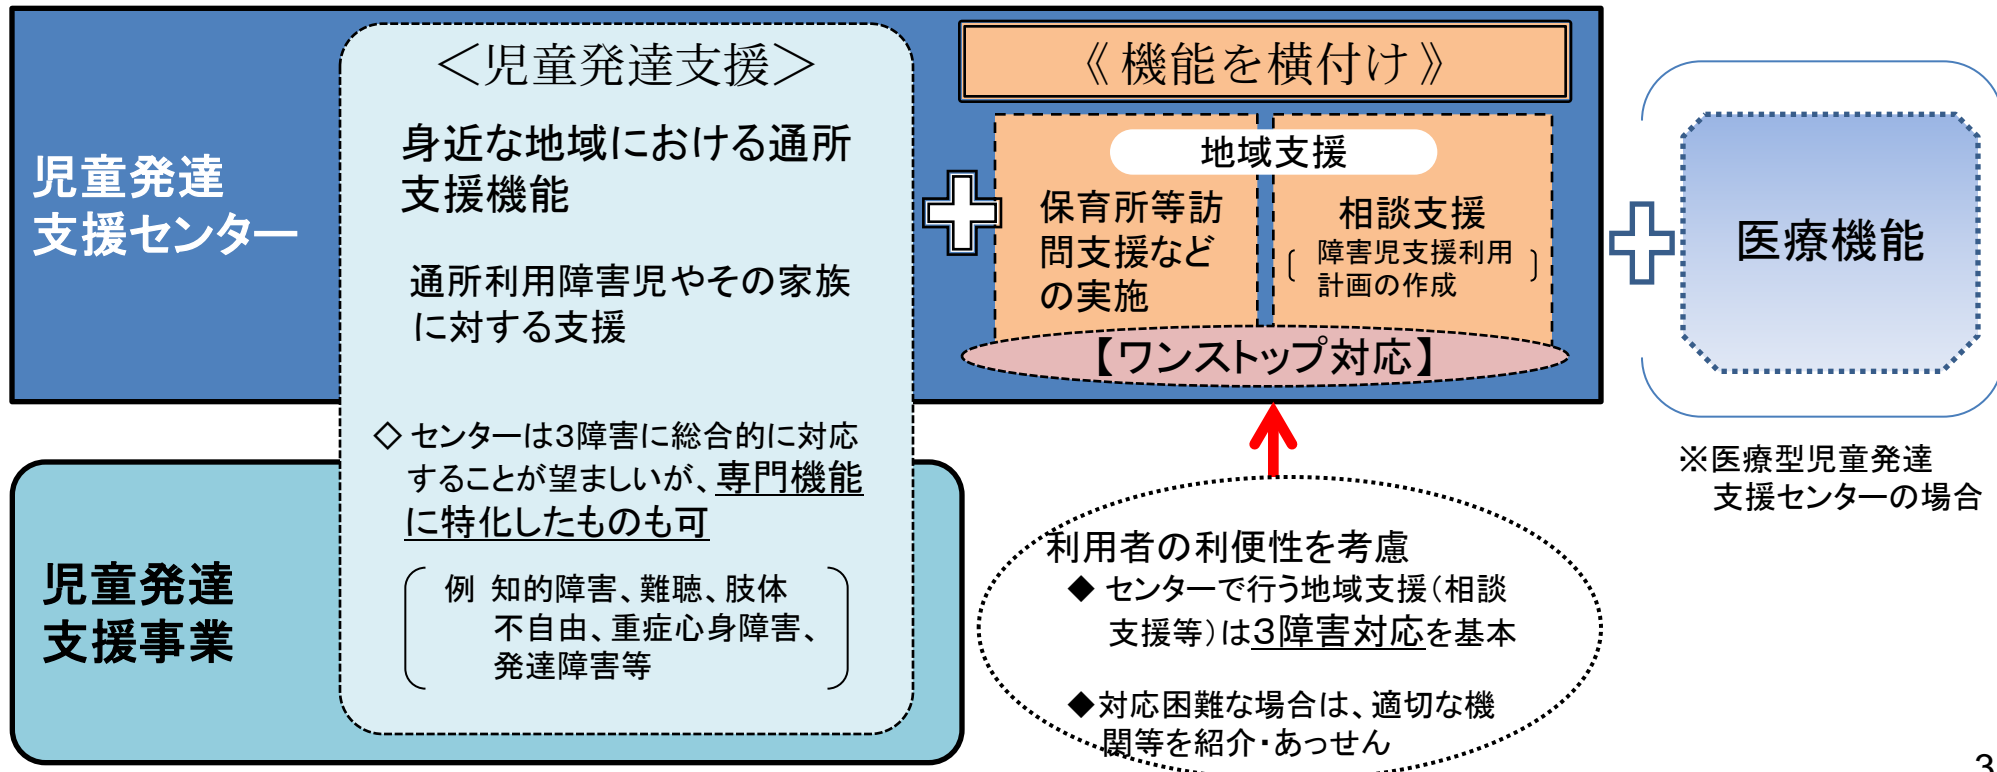 児童発達
支援センター
＜児童発達支援＞
身近な地域における通所
支援機能
通所利用障害児やその家族
に対する支援
◇ センターは３障害に総合的に対応
することが望ましいが、専門機能
に特化したものも可
例 知的障害、難聴、肢体
不自由、重症心身障害、
発達障害等
《 機能を横付け 》
地域支援
保育所等訪
問支援など
の実施
相談支援
〔 障害児支援利用
計画の作成 〕
【ワンストップ対応】
医療機能
※医療型児童発達
支援センターの場合
児童発達
支援事業
利用者の利便性を考慮
◆ センターで行う地域支援（相談
支援等）は３障害対応を基本
◆対応困難な場合は、適切な機
関等を紹介・あっせん
3